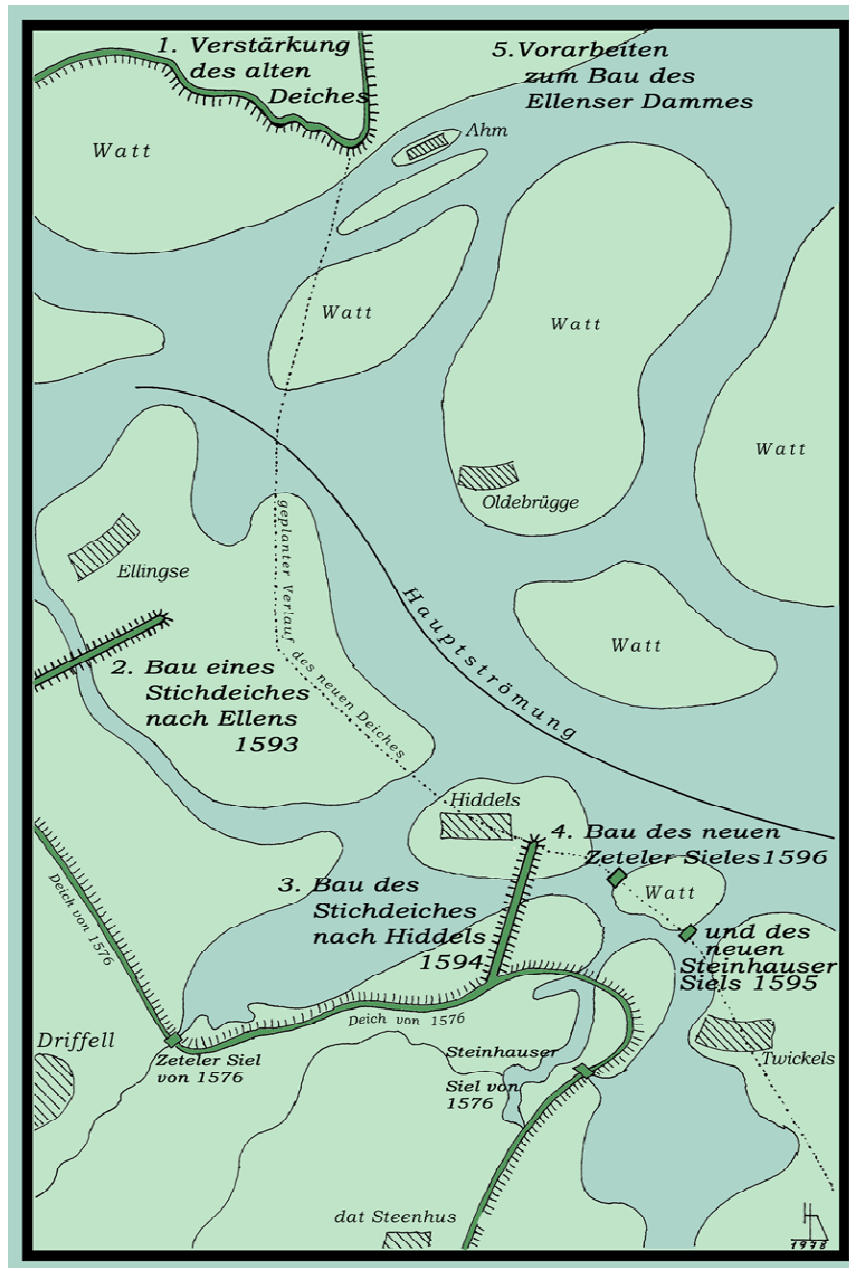 1. Verstärkung
des alten
Deiches
5. Vorarbeiten
zum Bau des
Ellenser Dammes
Ahm
Watt
Watt
Watt
Watt
Oldebrügge
Ellingse
geplanter Verlauf des neuen Deiches
Hauptströmung
Watt
2. Bau eines
Stichdeiches
nach Ellens
1593
Hiddels
4. Bau des neuen
Zeteler Sieles 1596
Watt
3. Bau des
Stichdeiches
nach Hiddels
1594
und des
neuen
Steinhauser
Siels 1595
Deich von 1576
Deich von 1576
Driffell
Zeteler Siel
von 1576
Steinhauser
Siel von
1576
Twickels
dat Steenhus
1978